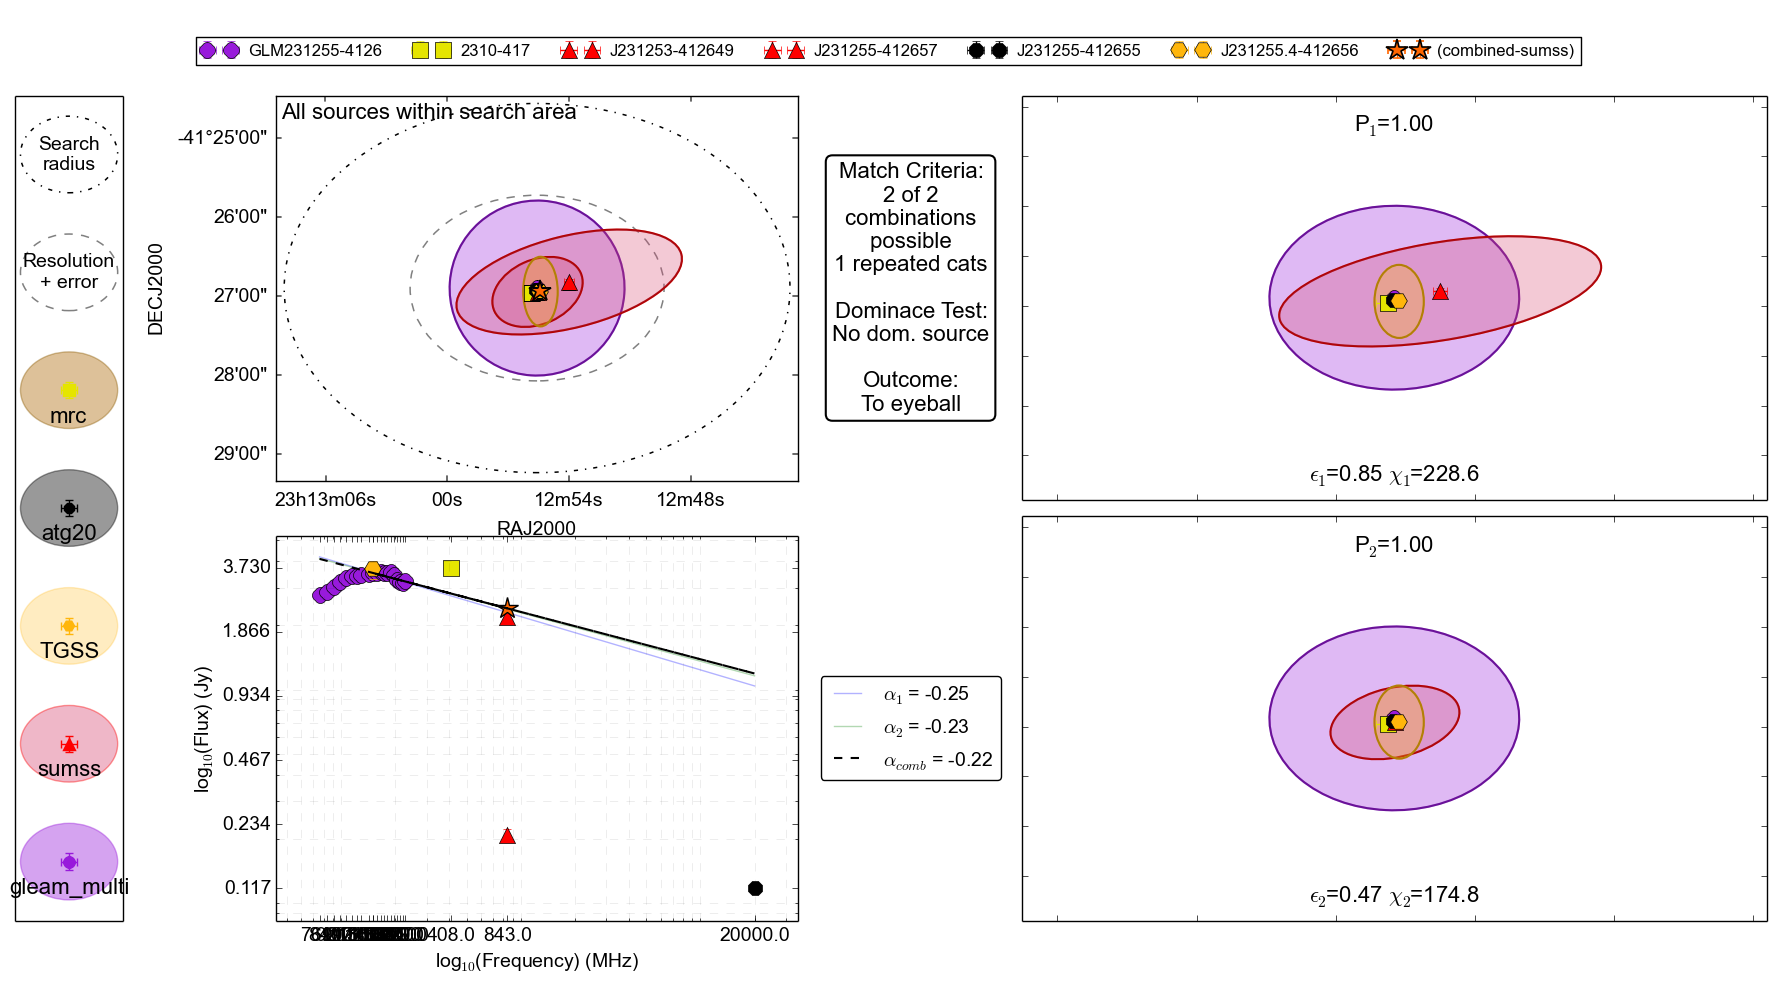 GLM231255-4126 2310-417 J231253-412649 J231255-412657 J231255-412655 J231255.4-412656 (combined-sumss)
Search
radius
Resolution
+ error
mrc
atg20
TGSS
sumss
gleam_multi
All sources within search area
DECJ2000
-41°25'00"
26'00"
27'00"
28'00"
29'00"
23h13m06s 00s 12m54s 12m48s
RAJ2000
Match Criteria:
2 of 2
combinations
possible
1 repeated cats
Dominace Test:
No dom. source
Outcome:
To eyeball
P₁=1.00
ϵ₁=0.85 χ₁=228.6
log₁₀(Flux) (Jy)
3.730
1.866
0.934
0.467
0.234
0.117
408.0 843.0 20000.0
log₁₀(Frequency) (MHz)
α₁ = -0.25
α₂ = -0.23
α_comb = -0.22
P₂=1.00
ϵ₂=0.47 χ₂=174.8